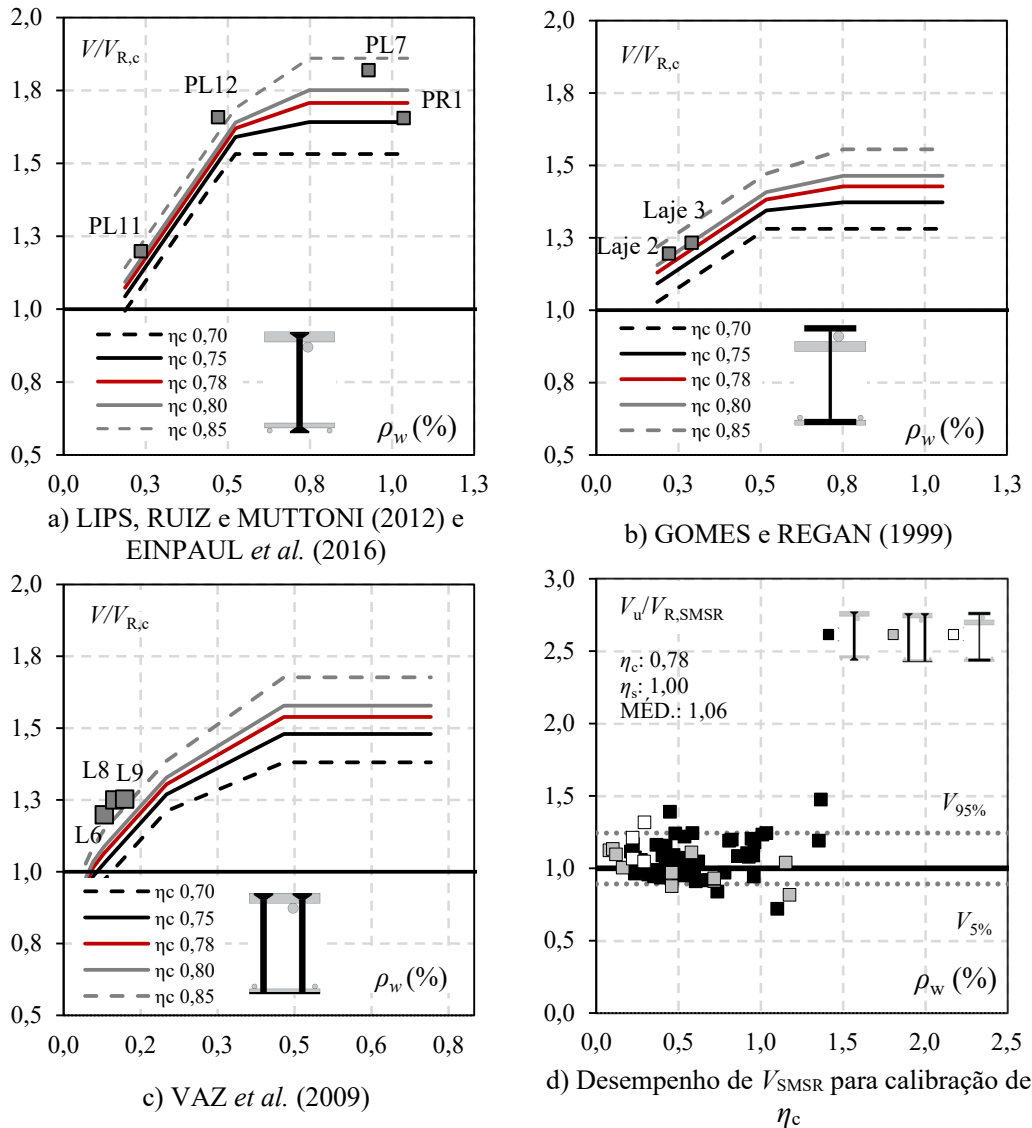 2,0
1,8
1,5
1,3
1,0
0,8
0,5
V/V_R,c
PL7
PL12
PR1
PL11
ηc 0,70
ηc 0,75
ηc 0,78
ηc 0,80
ηc 0,85
ρw (%)
0,0 0,3 0,5 0,8 1,0 1,3
a) LIPS, RUIZ e MUTTONI (2012) e
EINPAUL et al. (2016)
2,0
1,8
1,5
1,3
1,0
0,8
0,5
V/V_R,c
Laje 3
Laje 2
ηc 0,70
ηc 0,75
ηc 0,78
ηc 0,80
ηc 0,85
ρw (%)
0,0 0,3 0,5 0,8 1,0 1,3
b) GOMES e REGAN (1999)
2,0
1,8
1,5
1,3
1,0
0,8
0,5
V/V_R,c
L8 L9
L6
ηc 0,70
ηc 0,75
ηc 0,78
ηc 0,80
ηc 0,85
ρw (%)
0,0 0,2 0,3 0,5 0,6 0,8
c) VAZ et al. (2009)
3,0
2,5
2,0
1,5
1,0
0,5
0,0
Vu/VR,SMSR
ηc: 0,78
ηs: 1,00
MÉD.: 1,06
V95%
V5%
ρw (%)
0,0 0,5 1,0 1,5 2,0 2,5
d) Desempenho de VSMSR para calibração de
ηc